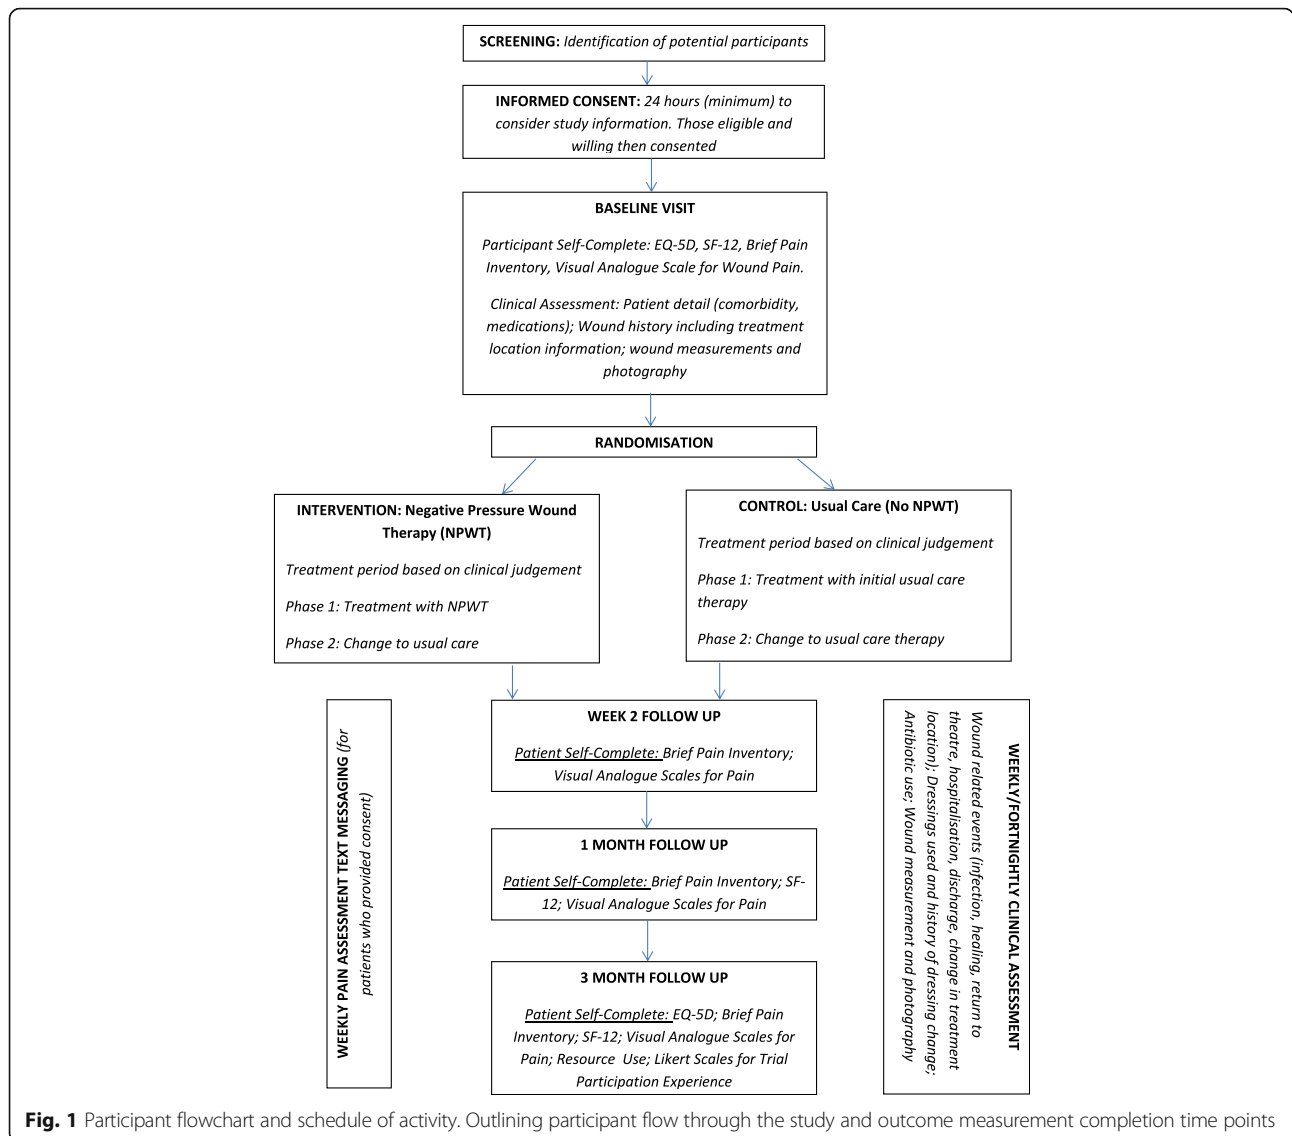 SCREENING: Identification of potential participants
INFORMED CONSENT: 24 hours (minimum) to
consider study information. Those eligible and
willing then consented
BASELINE VISIT
Participant Self-Complete: EQ-5D, SF-12, Brief Pain
Inventory, Visual Analogue Scale for Wound Pain.
Clinical Assessment: Patient detail (comorbidity,
medications); Wound history including treatment
location information; wound measurements and
photography
RANDOMISATION
INTERVENTION: Negative Pressure Wound
Therapy (NPWT)
Treatment period based on clinical judgement
Phase 1: Treatment with NPWT
Phase 2: Change to usual care
CONTROL: Usual Care (No NPWT)
Treatment period based on clinical judgement
Phase 1: Treatment with initial usual care
therapy
Phase 2: Change to usual care therapy
WEEKLY PAIN ASSESSMENT TEXT MESSAGING (for
patients who provided consent)
WEEK 2 FOLLOW UP
Patient Self-Complete: Brief Pain Inventory;
Visual Analogue Scales for Pain
1 MONTH FOLLOW UP
Patient Self-Complete: Brief Pain Inventory; SF-
12; Visual Analogue Scales for Pain
3 MONTH FOLLOW UP
Patient Self-Complete: EQ-5D; Brief Pain
Inventory; SF-12; Visual Analogue Scales for
Pain; Resource Use; Likert Scales for Trial
Participation Experience
WEEKLY/FORTNIGHTLY CLINICAL ASSESSMENT
Wound related events (infection, healing, return to
theatre, hospitalisation, discharge, change in treatment
location); Dressings used and history of dressing change;
Antibiotic use; Wound measurement and photography
Fig. 1 Participant flowchart and schedule of activity. Outlining participant flow through the study and outcome measurement completion time points